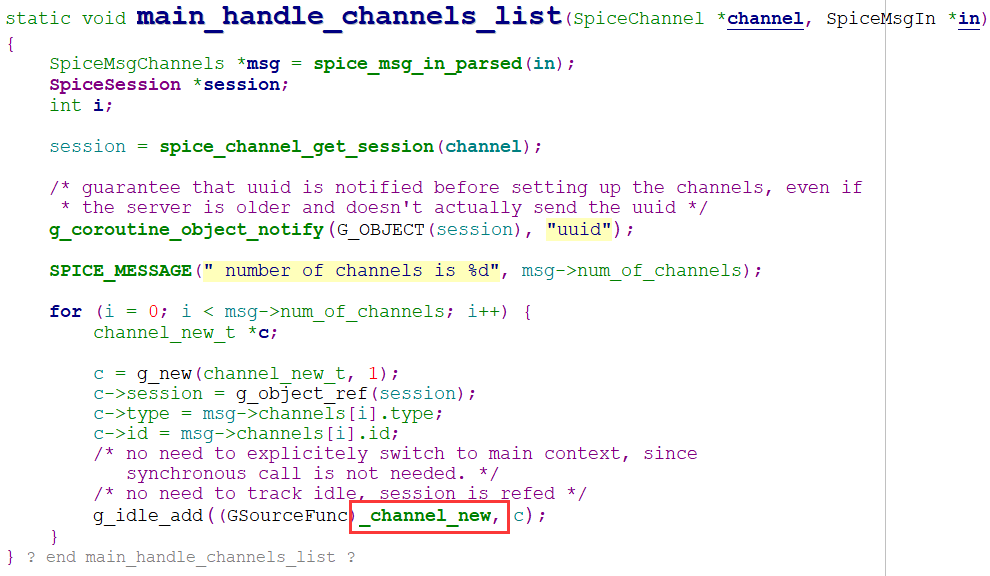 static void main_handle_channels_list(SpiceChannel *channel, SpiceMsgIn *in)
{
    SpiceMsgChannels *msg = spice_msg_in_parsed(in);
    SpiceSession *session;
    int i;

    session = spice_channel_get_session(channel);

    /* guarantee that uuid is notified before setting up the channels, even if
     * the server is older and doesn't actually send the uuid */
    g_coroutine_object_notify(G_OBJECT(session), "uuid");

    SPICE_MESSAGE(" number of channels is %d", msg->num_of_channels);

    for (i = 0; i < msg->num_of_channels; i++) {
        channel_new_t *c;

        c = g_new(channel_new_t, 1);
        c->session = g_object_ref(session);
        c->type = msg->channels[i].type;
        c->id = msg->channels[i].id;
        /* no need to explicitely switch to main context, since
           synchronous call is not needed. */
        /* no need to track idle, session is refed */
        g_idle_add((GSourceFunc)_channel_new, c);
    }
} ? end main_handle_channels_list ?